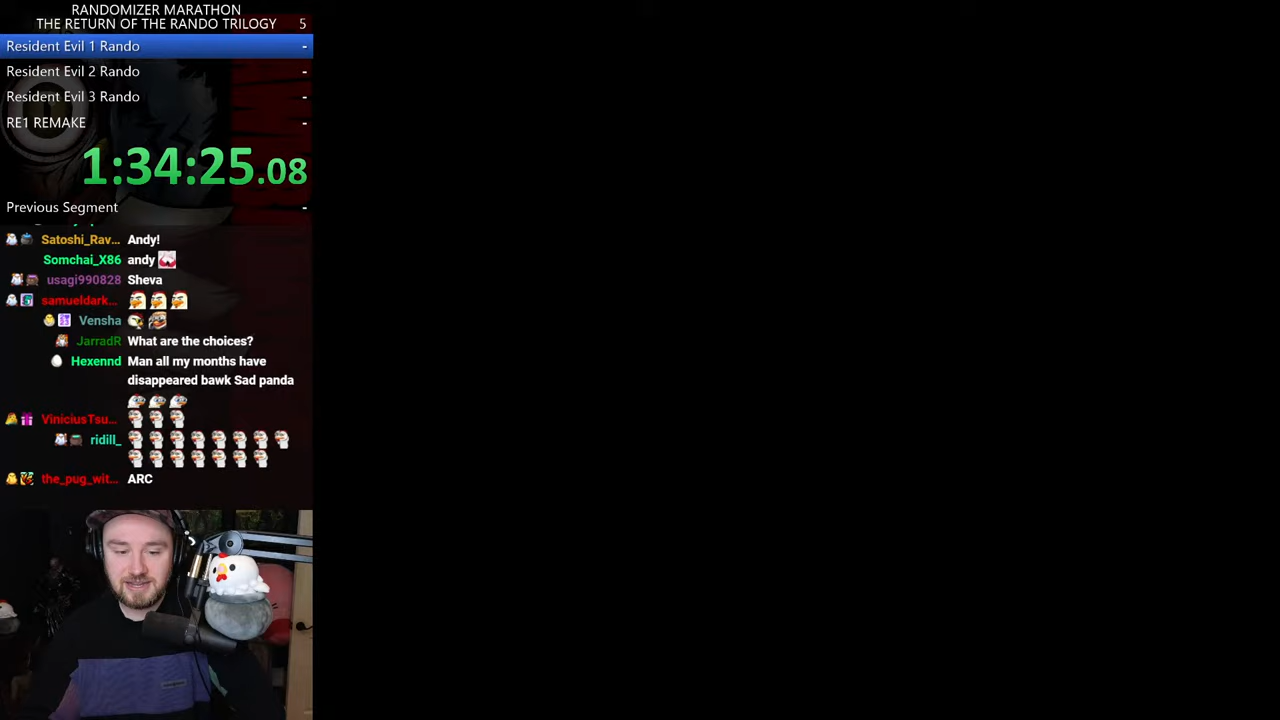 RANDOMIZER MARATHON
THE RETURN OF THE RANDO TRILOGY 5
Resident Evil 1 Rando -
Resident Evil 2 Rando -
Resident Evil 3 Rando -
RE1 REMAKE -
1:34:25.08
Previous Segment -
Satoshi_Rav... Andy!
Somchai_X86 andy
usagi990828 Sheva
samueldark...
Vensha
JarradR What are the choices?
Hexennd Man all my months have
disappeared bawk Sad panda
ViniciusTsu...
ridill_
the_pug_wit... ARC